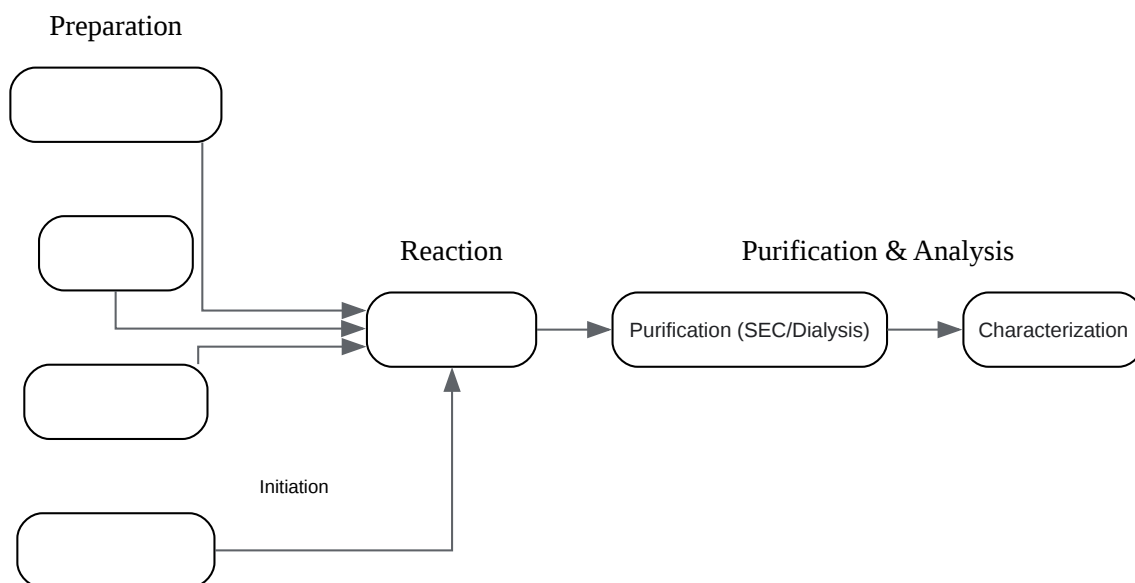 Preparation
Reaction
Purification & Analysis
Purification (SEC/Dialysis)
Characterization
Initiation